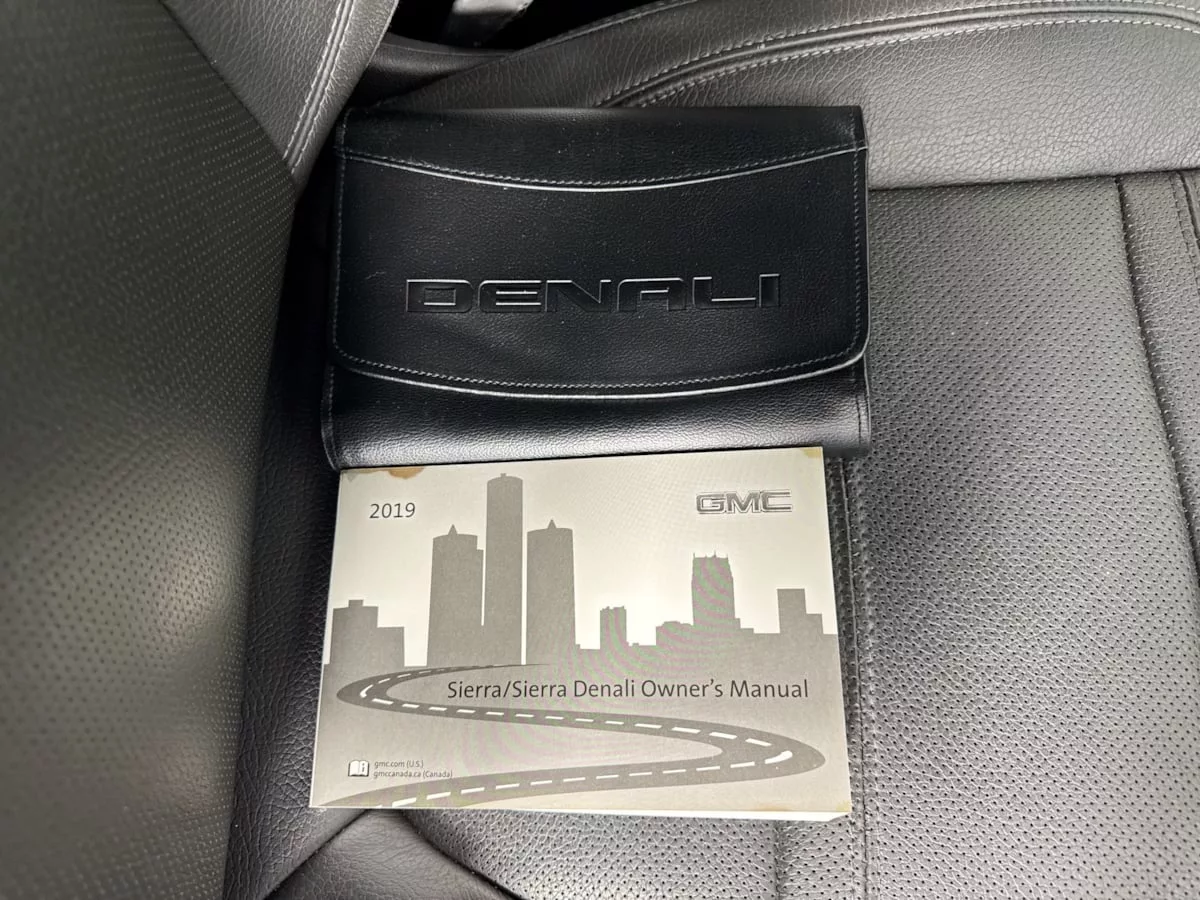 DENALI
2019
GMC
Sierra/Sierra Denali Owner's Manual
gmc.com (U.S.)
gmccanada.ca (Canada)